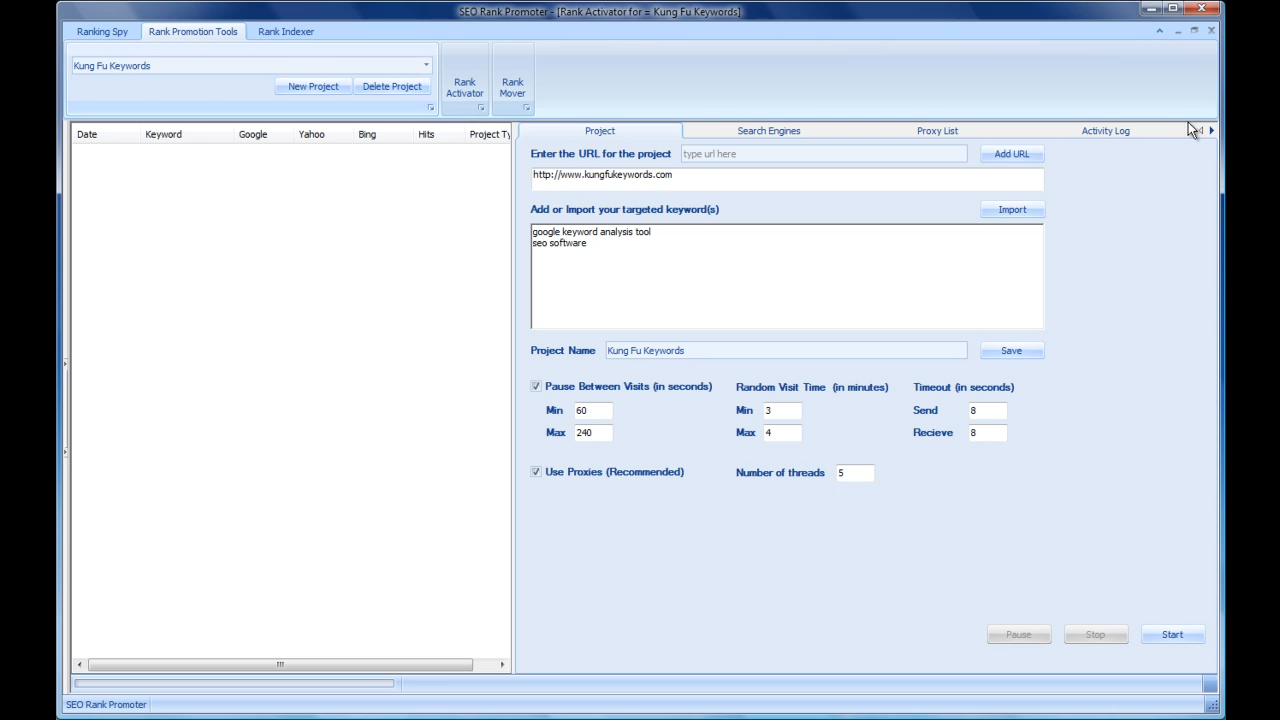 SEO Rank Promoter - [Rank Activator for = Kung Fu Keywords]
Ranking Spy Rank Promotion Tools Rank Indexer
Kung Fu Keywords
New Project Delete Project
Rank Activator
Rank Mover
Date Keyword Google Yahoo Bing Hits Project Ty
Project Search Engines Proxy List Activity Log
Enter the URL for the project type url here Add URL
http://www.kungfukeywords.com
Add or Import your targeted keyword(s) Import
google keyword analysis tool
seo software
Project Name Kung Fu Keywords Save
Pause Between Visits (in seconds) Random Visit Time (in minutes) Timeout (in seconds)
Min 60 Min 3 Send 8
Max 240 Max 4 Recieve 8
Use Proxies (Recommended) Number of threads 5
Pause Stop Start
SEO Rank Promoter